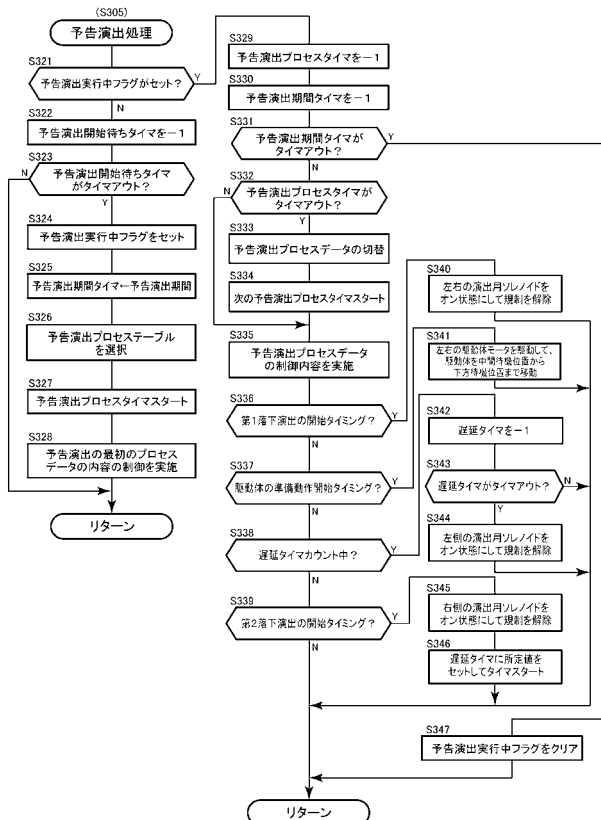 (S305)
予告演出処理
S321
予告演出実行中フラグがセット？
Y
N
S322
予告演出開始待ちタイマを－1
S323
N
予告演出開始待ちタイマ
がタイマアウト？
Y
S324
予告演出実行中フラグをセット
S325
予告演出期間タイマ←予告演出期間
S326
予告演出プロセステーブル
を選択
S327
予告演出プロセスタイマスタート
S328
予告演出の最初のプロセス
データの内容の制御を実施
リターン
S329
予告演出プロセスタイマを－1
S330
予告演出期間タイマを－1
S331
予告演出期間タイマが
タイマアウト？
Y
N
S332
N
予告演出プロセスタイマが
タイマアウト？
Y
S333
予告演出プロセスデータの切替
S334
次の予告演出プロセスタイマスタート
S335
予告演出プロセスデータ
の制御内容を実施
S336
第1落下演出の開始タイミング？
Y
N
S337
駆動体の準備動作開始タイミング？
Y
N
S338
遅延タイマカウント中？
Y
N
S339
第2落下演出の開始タイミング？
Y
N
S340
左右の演出用ソレノイドを
オン状態にして規制を解除
S341
左右の駆動体モータを駆動して、
駆動体を中間待機位置から
下方待機位置まで移動
S342
遅延タイマを－1
S343
遅延タイマがタイマアウト？
N
Y
S344
左側の演出用ソレノイドを
オン状態にして規制を解除
S345
右側の演出用ソレノイドを
オン状態にして規制を解除
S346
遅延タイマに所定値を
セットしてタイマスタート
S347
予告演出実行中フラグをクリア
リターン